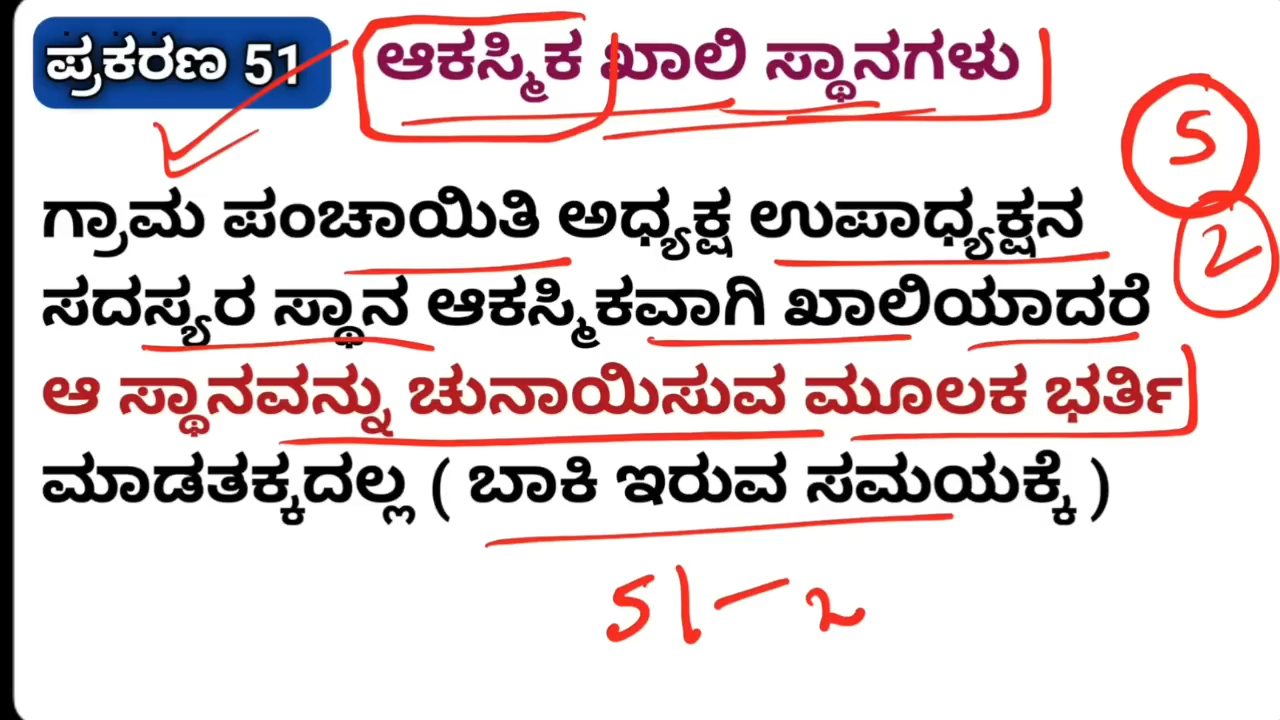 ಪ್ರಕರಣ 51 ಆಕಸ್ಮಿಕ ಖಾಲಿ ಸ್ಥಾನಗಳು
5
ಗ್ರಾಮ ಪಂಚಾಯಿತಿ ಅಧ್ಯಕ್ಷ ಉಪಾಧ್ಯಕ್ಷನ
2
ಸದಸ್ಯರ ಸ್ಥಾನ ಆಕಸ್ಮಿಕವಾಗಿ ಖಾಲಿಯಾದರೆ
ಆ ಸ್ಥಾನವನ್ನು ಚುನಾಯಿಸುವ ಮೂಲಕ ಭರ್ತಿ
ಮಾಡತಕ್ಕದಲ್ಲ ( ಬಾಕಿ ಇರುವ ಸಮಯಕ್ಕೆ )
51 - 2